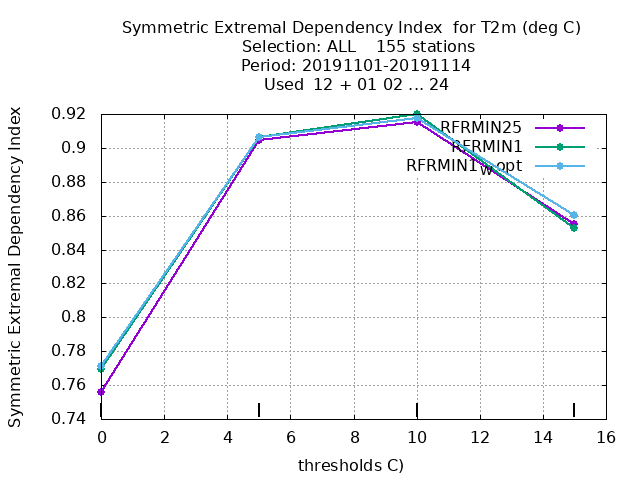 Symmetric Extremal Dependency Index for T2m (deg C)
Selection: ALL 155 stations
Period: 20191101-20191114
Used 12 + 01 02 ... 24
Symmetric Extremal Dependency Index
0.92
0.9
0.88
0.86
0.84
0.82
0.8
0.78
0.76
0.74
RFRMIN25
RFRMIN1
RFRMIN1wopt
0 2 4 6 8 10 12 14 16
thresholds C)